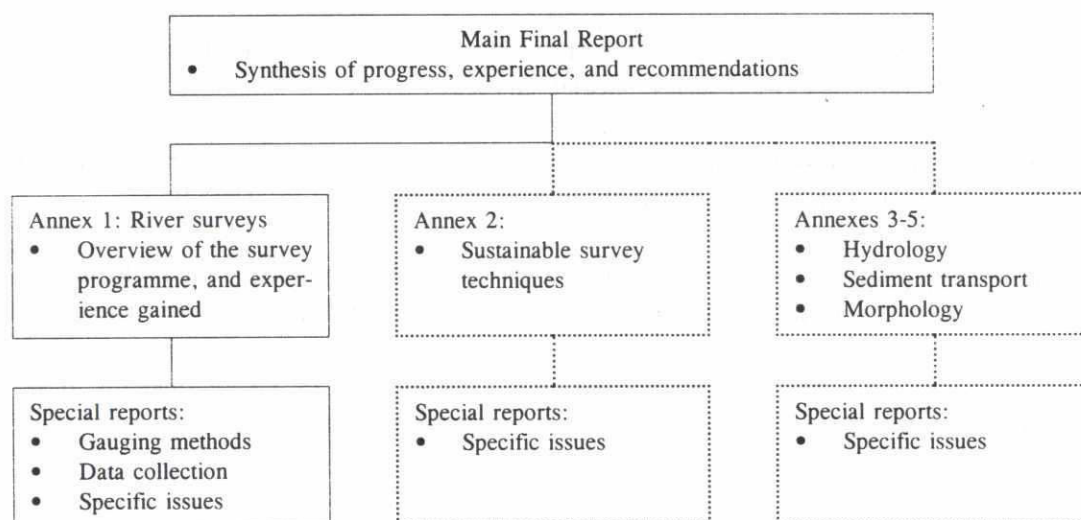 Main Final Report
• Synthesis of progress, experience, and recommendations
Annex 1: River surveys
• Overview of the survey
programme, and exper-
ience gained
Annex 2:
• Sustainable survey
techniques
Annexes 3-5:
• Hydrology
• Sediment transport
• Morphology
Special reports:
• Gauging methods
• Data collection
• Specific issues
Special reports:
• Specific issues
Special reports:
• Specific issues